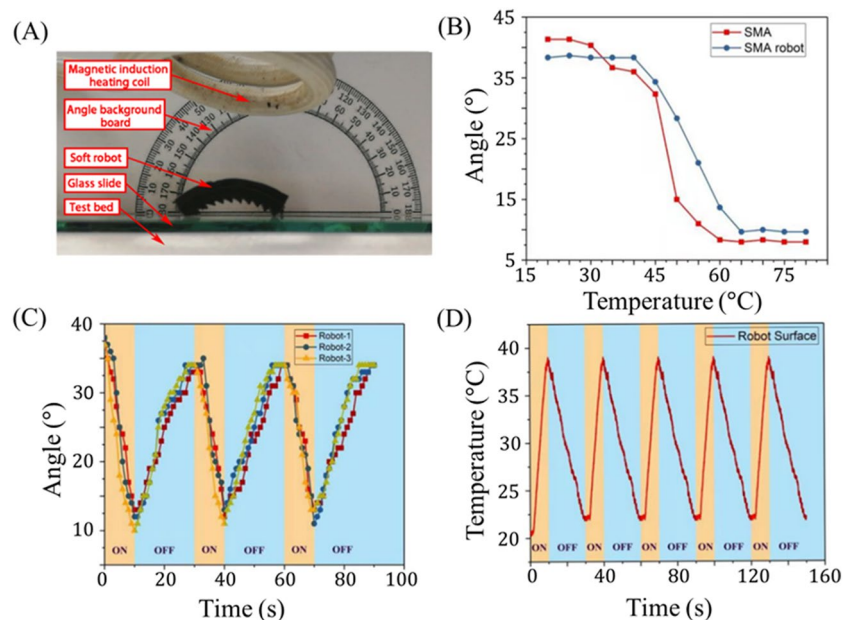 (A)
Magnetic induction
heating coil
Angle background
board
Soft robot
Glass slide
Test bed
(B)
SMA
SMA robot
45
35
25
15
5
Angle (°)
15 30 45 60 75
Temperature (°C)
(C)
Robot-1
Robot-2
Robot-3
40
30
20
10
Angle (°)
ON OFF ON OFF ON OFF
0 20 40 60 80 100
Time (s)
(D)
Robot Surface
40
35
30
25
20
Temperature (°C)
ON OFF ON OFF ON OFF ON OFF ON OFF
0 40 80 120 160
Time (s)